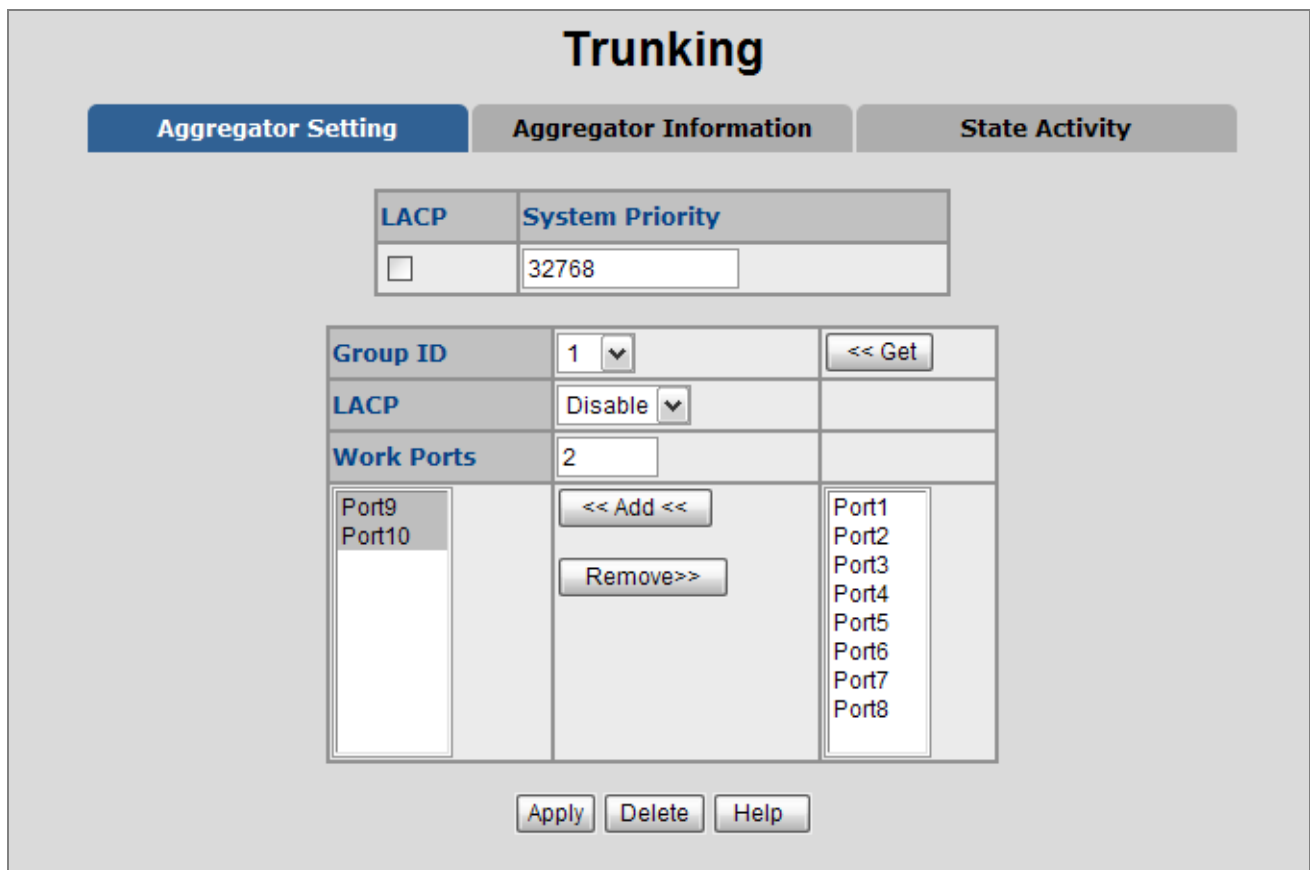 Trunking
Aggregator Setting Aggregator Information State Activity
LACP System Priority
32768
Group ID 1 << Get
LACP Disable
Work Ports 2
Port9
Port10
<< Add <<
Remove>>
Port1
Port2
Port3
Port4
Port5
Port6
Port7
Port8
Apply Delete Help